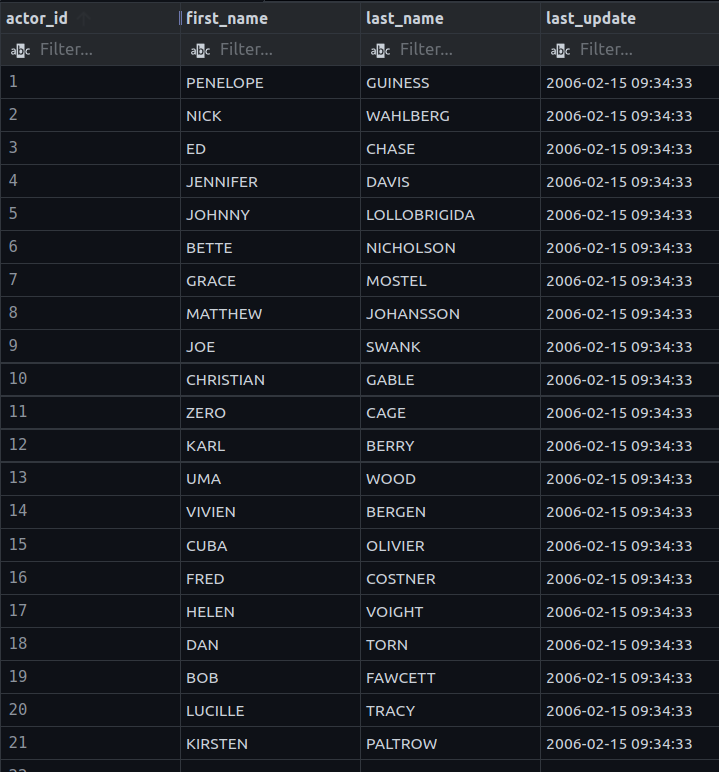 actor_id first_name last_name last_update
abc Filter... abc Filter... abc Filter... abc Filter...
1 PENELOPE GUINESS 2006-02-15 09:34:33
2 NICK WAHLBERG 2006-02-15 09:34:33
3 ED CHASE 2006-02-15 09:34:33
4 JENNIFER DAVIS 2006-02-15 09:34:33
5 JOHNNY LOLLOBRIGIDA 2006-02-15 09:34:33
6 BETTE NICHOLSON 2006-02-15 09:34:33
7 GRACE MOSTEL 2006-02-15 09:34:33
8 MATTHEW JOHANSSON 2006-02-15 09:34:33
9 JOE SWANK 2006-02-15 09:34:33
10 CHRISTIAN GABLE 2006-02-15 09:34:33
11 ZERO CAGE 2006-02-15 09:34:33
12 KARL BERRY 2006-02-15 09:34:33
13 UMA WOOD 2006-02-15 09:34:33
14 VIVIEN BERGEN 2006-02-15 09:34:33
15 CUBA OLIVIER 2006-02-15 09:34:33
16 FRED COSTNER 2006-02-15 09:34:33
17 HELEN VOIGHT 2006-02-15 09:34:33
18 DAN TORN 2006-02-15 09:34:33
19 BOB FAWCETT 2006-02-15 09:34:33
20 LUCILLE TRACY 2006-02-15 09:34:33
21 KIRSTEN PALTROW 2006-02-15 09:34:33